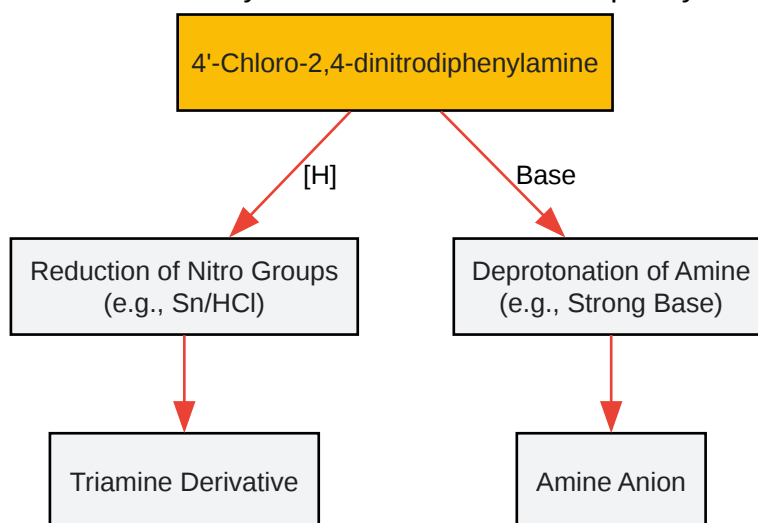 4'-Chloro-2,4-dinitrodiphenylamine
[H]
Base
Reduction of Nitro Groups
(e.g., Sn/HCl)
Deprotonation of Amine
(e.g., Strong Base)
Triamine Derivative
Amine Anion